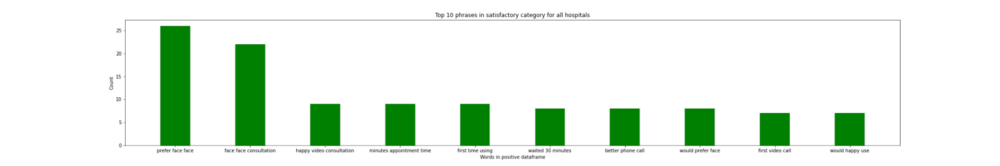 Top 10 phrases in satisfactory category for all hospitals
25
20
15
10
5
0
Count
prefer face face face face consultation happy video consultation minutes appointment time first time using waited 30 minutes better phone call would prefer face first video call would happy use
Words in positive dataframe